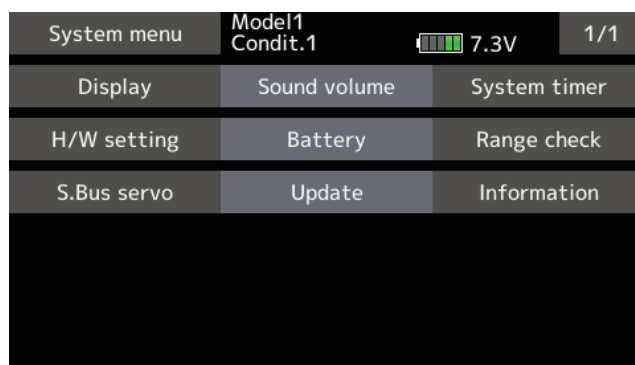 System menu
Model1
Condit.1
7.3V
1/1
Display
Sound volume
System timer
H/W setting
Battery
Range check
S.Bus servo
Update
Information